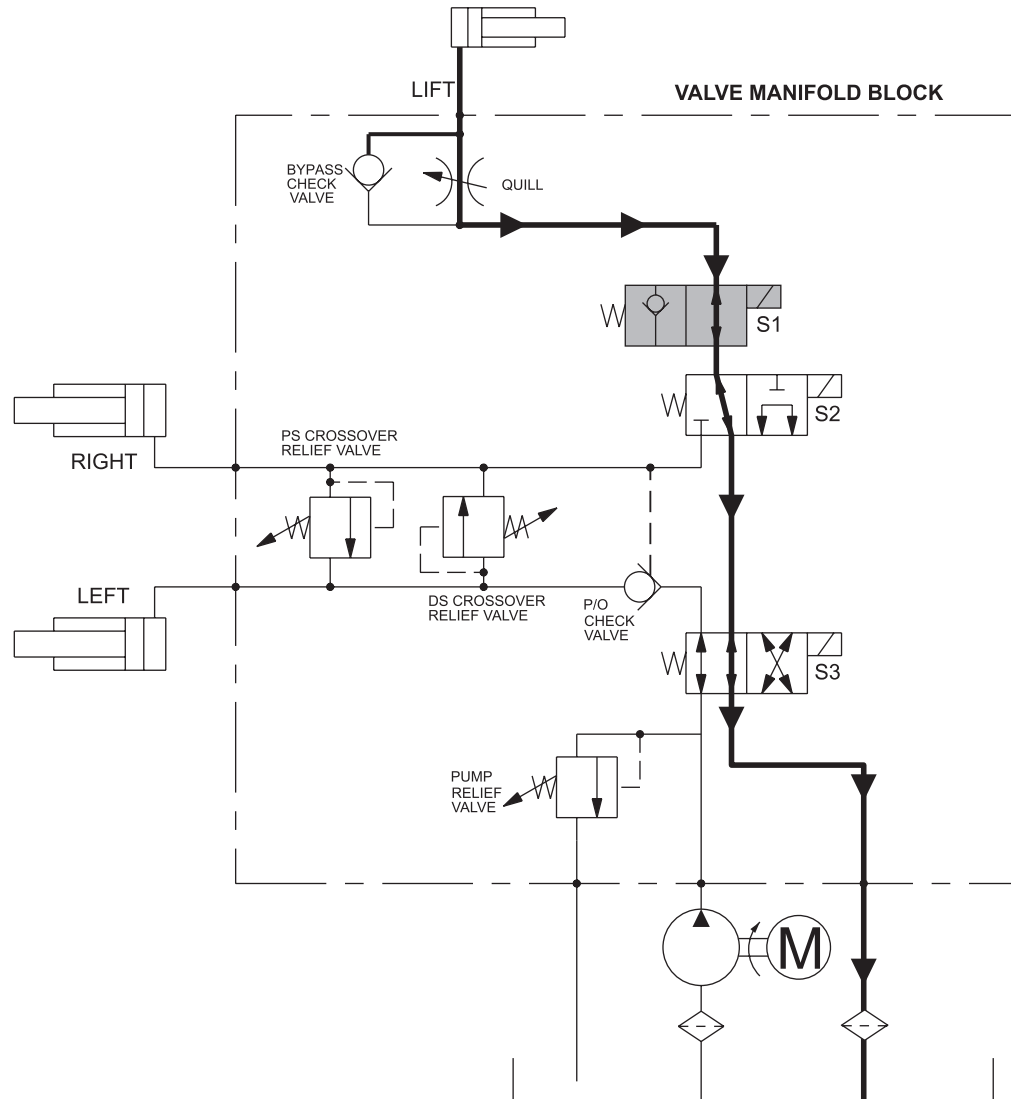 LIFT
VALVE MANIFOLD BLOCK
BYPASS
CHECK
VALVE
QUILL
S1
S2
RIGHT
PS CROSSOVER
RELIEF VALVE
LEFT
DS CROSSOVER
RELIEF VALVE
P/O
CHECK
VALVE
S3
PUMP
RELIEF
VALVE
M